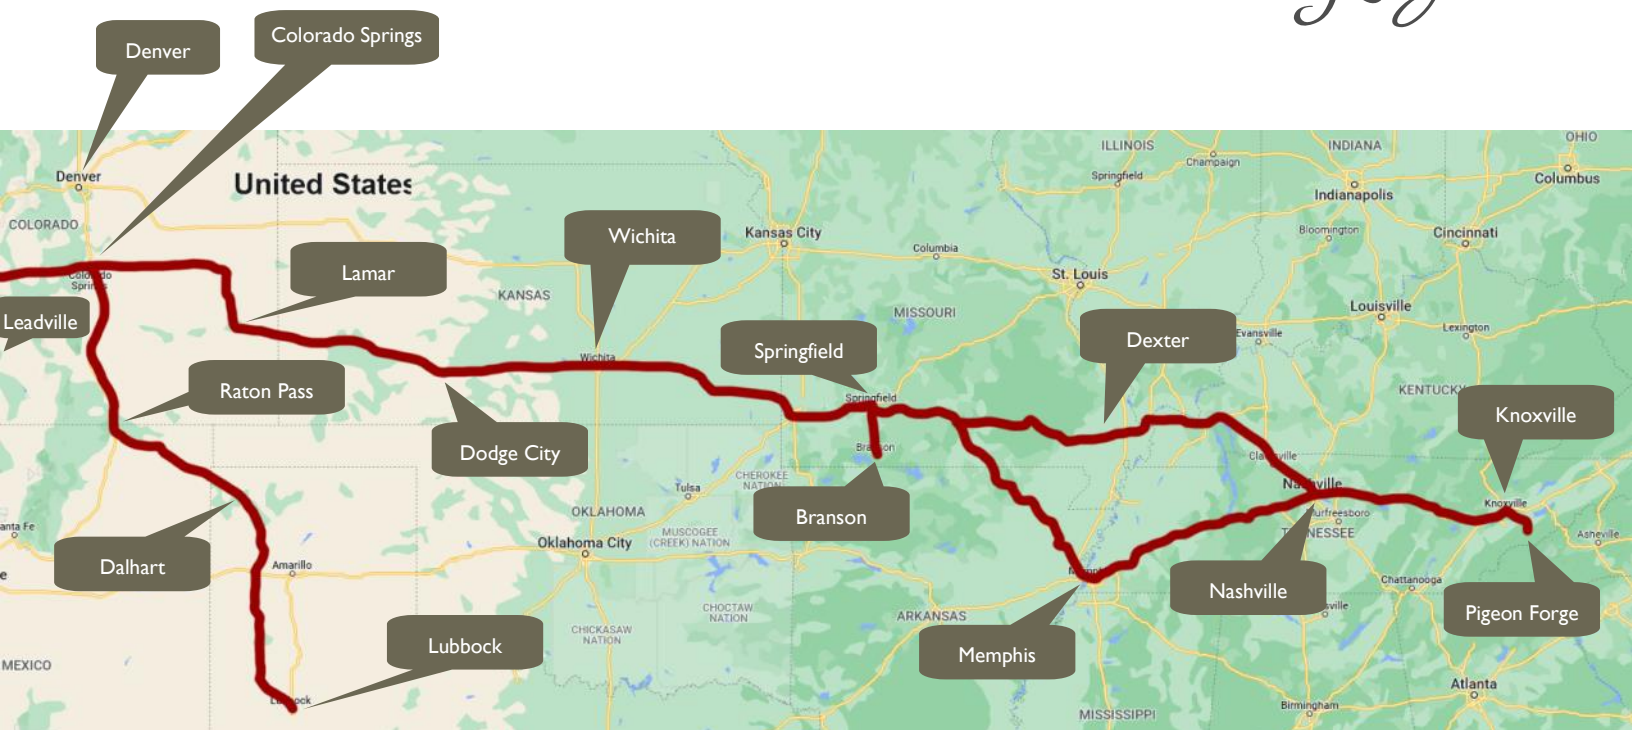 Colorado Springs
Denver
OHIO
ILLINOIS
INDIANA
Champaign
Springfield
Denver
United States
Columbus
Indianapolis
COLORADO
Wichita
Kansas City
Bloomington
Cincinnati
Columbia
Lamar
St. Louis
KANSAS
Louisville
Leadville
MISSOURI
Lexington
Evansville
Dexter
Springfield
Wichita
Raton Pass
KENTUCKY
Springfield
Knoxville
Dodge City
CHEROKEE
NATION
Tulsa
Knoxville
Branson
OKLAHOMA
MUSCOGEE
(CREEK) NATION
Oklahoma City
Asheville
Dalhart
Amarillo
Chattanooga
Nashville
CHOCTAW
NATION
ARKANSAS
Pigeon Forge
CHICKASAW
NATION
Lubbock
Memphis
MEXICO
Atlanta
Birmingham
MISSISSIPPI